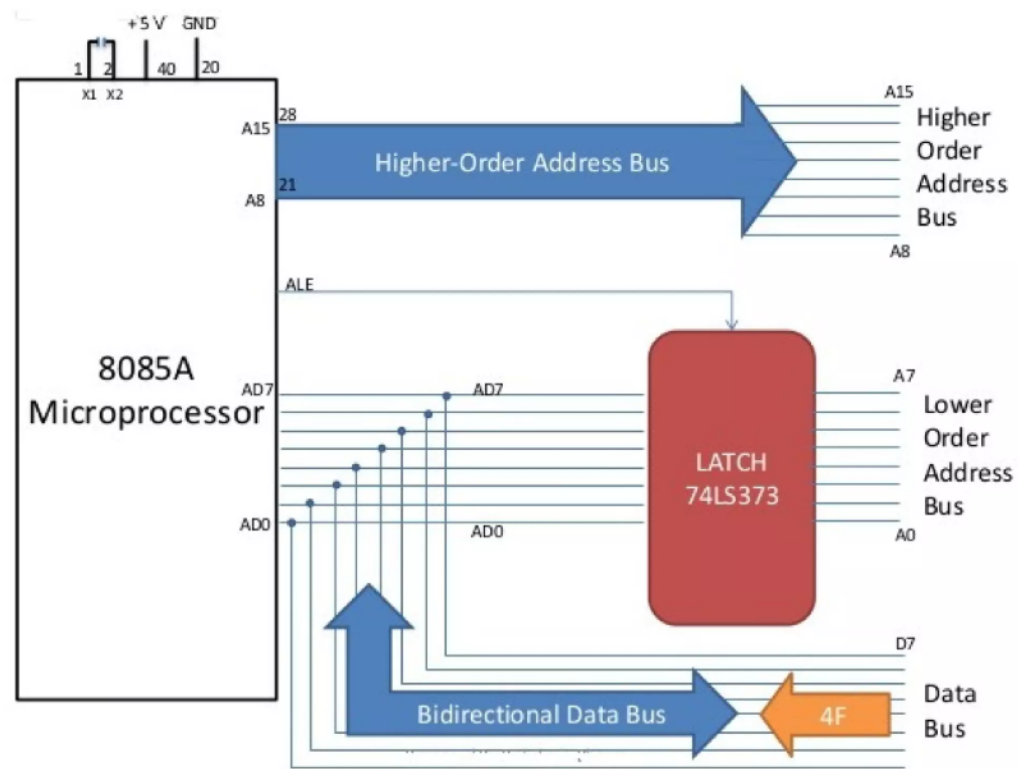 +5 V GND
1 2 40 20
X1 X2
A15 28
A8 21
Higher-Order Address Bus
A15
Higher
Order
Address
Bus
A8
ALE
8085A
Microprocessor
AD7 AD7
AD0 AD0
LATCH
74LS373
A7
Lower
Order
Address
Bus
A0
D7
Data
Bus
Bidirectional Data Bus
4F